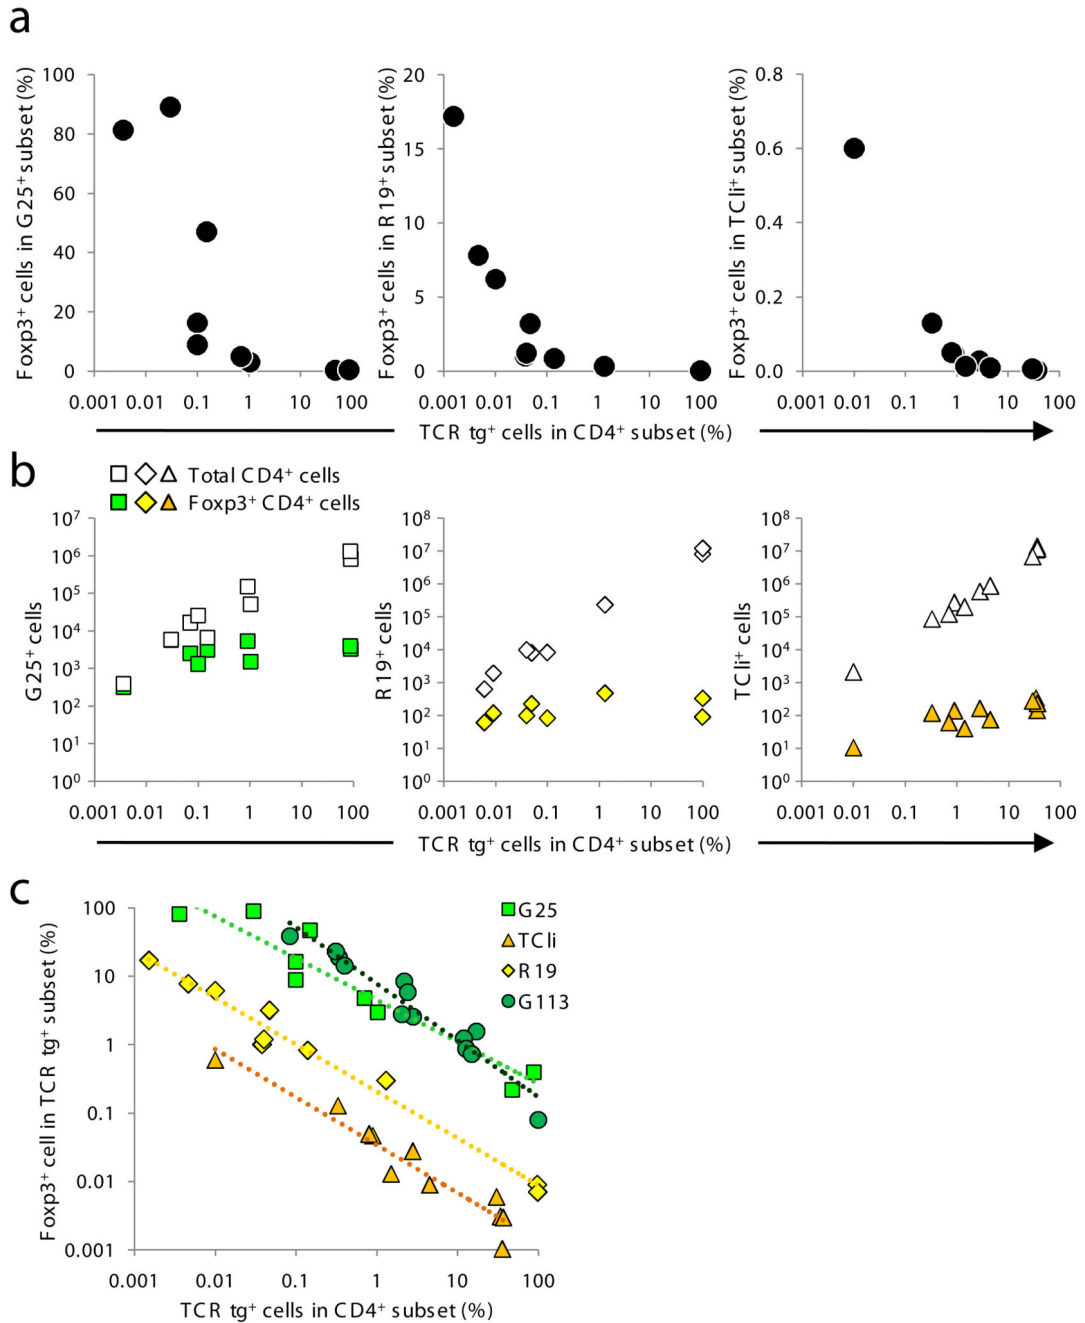 a
Foxp3⁺ cells in G25⁺ subset (%)
100
80
60
40
20
0
0.001 0.01 0.1 1 10 100
Foxp3⁺ cells in R19⁺ subset (%)
20
15
10
5
0
0.001 0.01 0.1 1 10 100
Foxp3⁺ cells in TCli⁺ subset (%)
0.8
0.6
0.4
0.2
0.0
0.001 0.01 0.1 1 10 100
TCR tg⁺ cells in CD4⁺ subset (%)
b
Total CD4⁺ cells
Foxp3⁺ CD4⁺ cells
G25⁺ cells
10⁷
10⁶
10⁵
10⁴
10³
10²
10¹
10⁰
0.001 0.01 0.1 1 10 100
R19⁺ cells
10⁸
10⁷
10⁶
10⁵
10⁴
10³
10²
10¹
10⁰
0.001 0.01 0.1 1 10 100
TCli⁺ cells
10⁸
10⁷
10⁶
10⁵
10⁴
10³
10²
10¹
10⁰
0.001 0.01 0.1 1 10 100
TCR tg⁺ cells in CD4⁺ subset (%)
c
Foxp3⁺ cell in TCR tg⁺ subset (%)
100
10
1
0.1
0.01
0.001
0.001 0.01 0.1 1 10 100
TCR tg⁺ cells in CD4⁺ subset (%)
G25
TCli
R19
G113